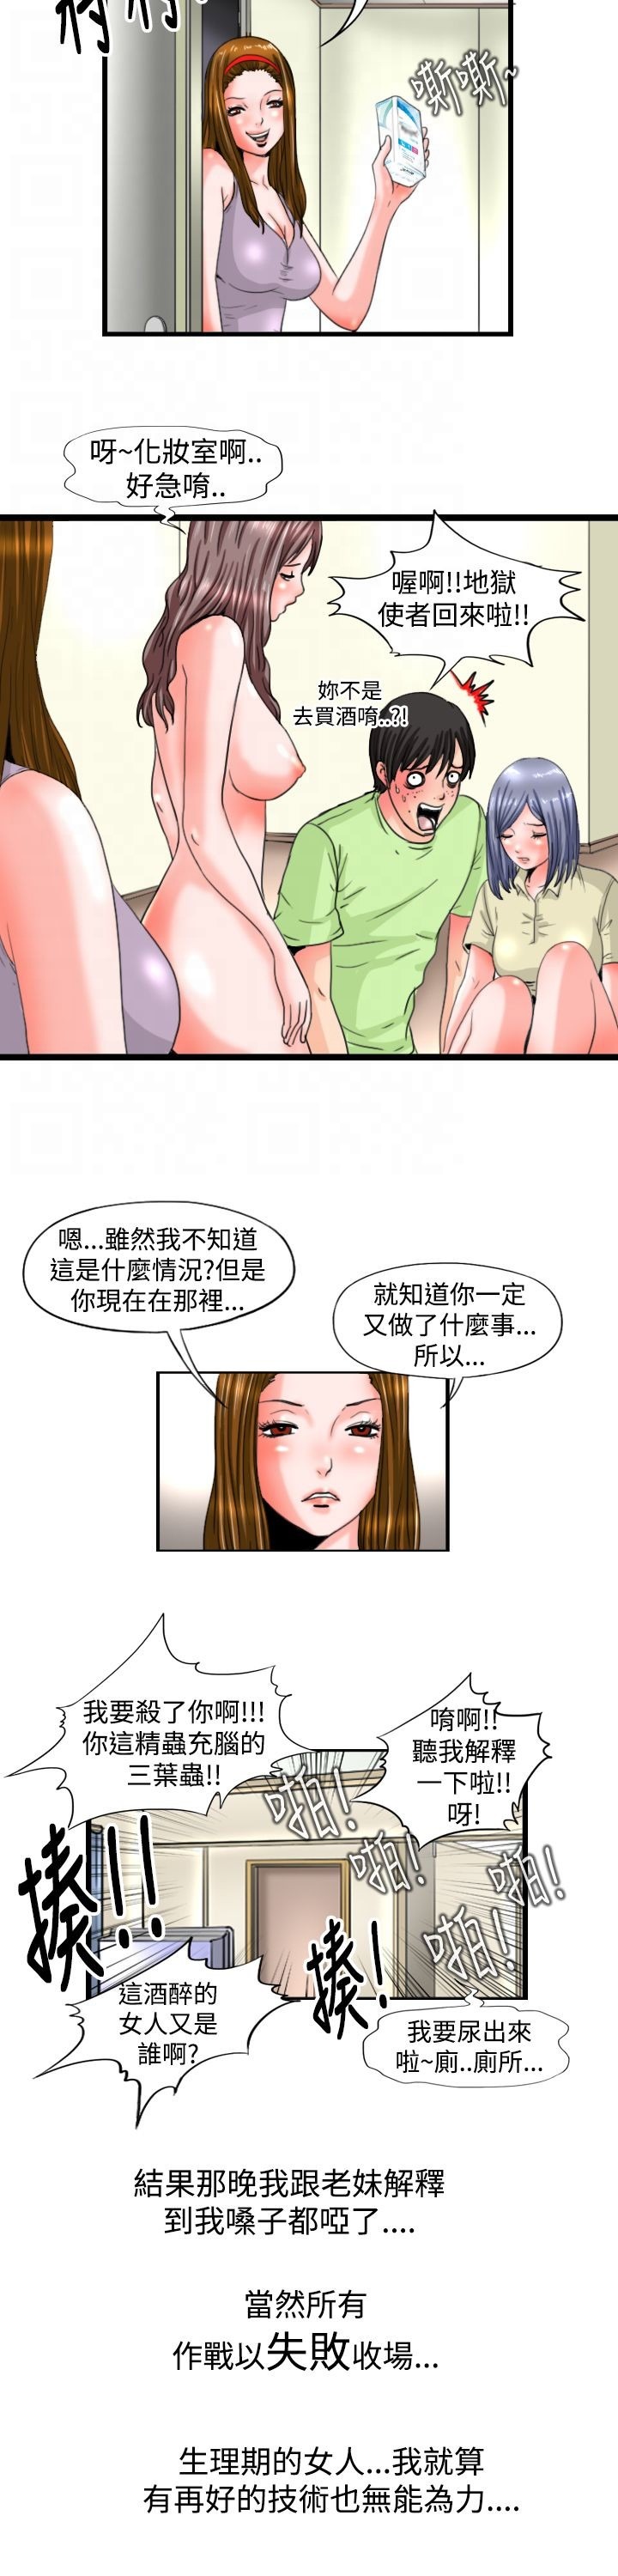 將將~
嘶嘶~
呀~化妝室啊..
好急唷..
喔啊!!地獄
使者回來啦!!
妳不是
去買酒唷..?!
嗯...雖然我不知道
這是什麼情況?但是
你現在在那裡...
就知道你一定
又做了什麼事...
所以...
我要殺了你啊!!!
你這精蟲充腦的
三葉蟲!!
唷啊!!
聽我解釋
一下啦!!
呀!
啪!
啪!
啪!
啪!
揍!!
揍!
這酒醉的
女人又是
誰啊?
我要尿出來
啦~廁..廁所...
結果那晚我跟老妹解釋
到我嗓子都啞了....
當然所有
作戰以失敗收場...
生理期的女人...我就算
有再好的技術也無能為力....